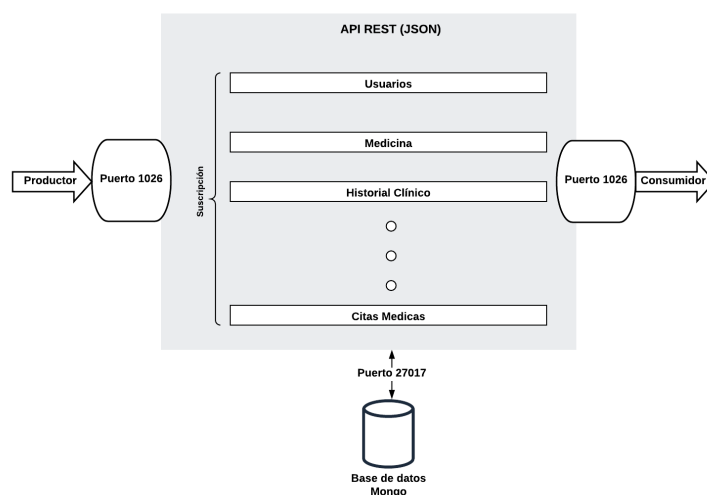 API REST (JSON)
Usuarios
Medicina
Productor
Puerto 1026
Suscripción
Historial Clínico
Puerto 1026
Consumidor
Citas Medicas
Puerto 27017
Base de datos
Mongo